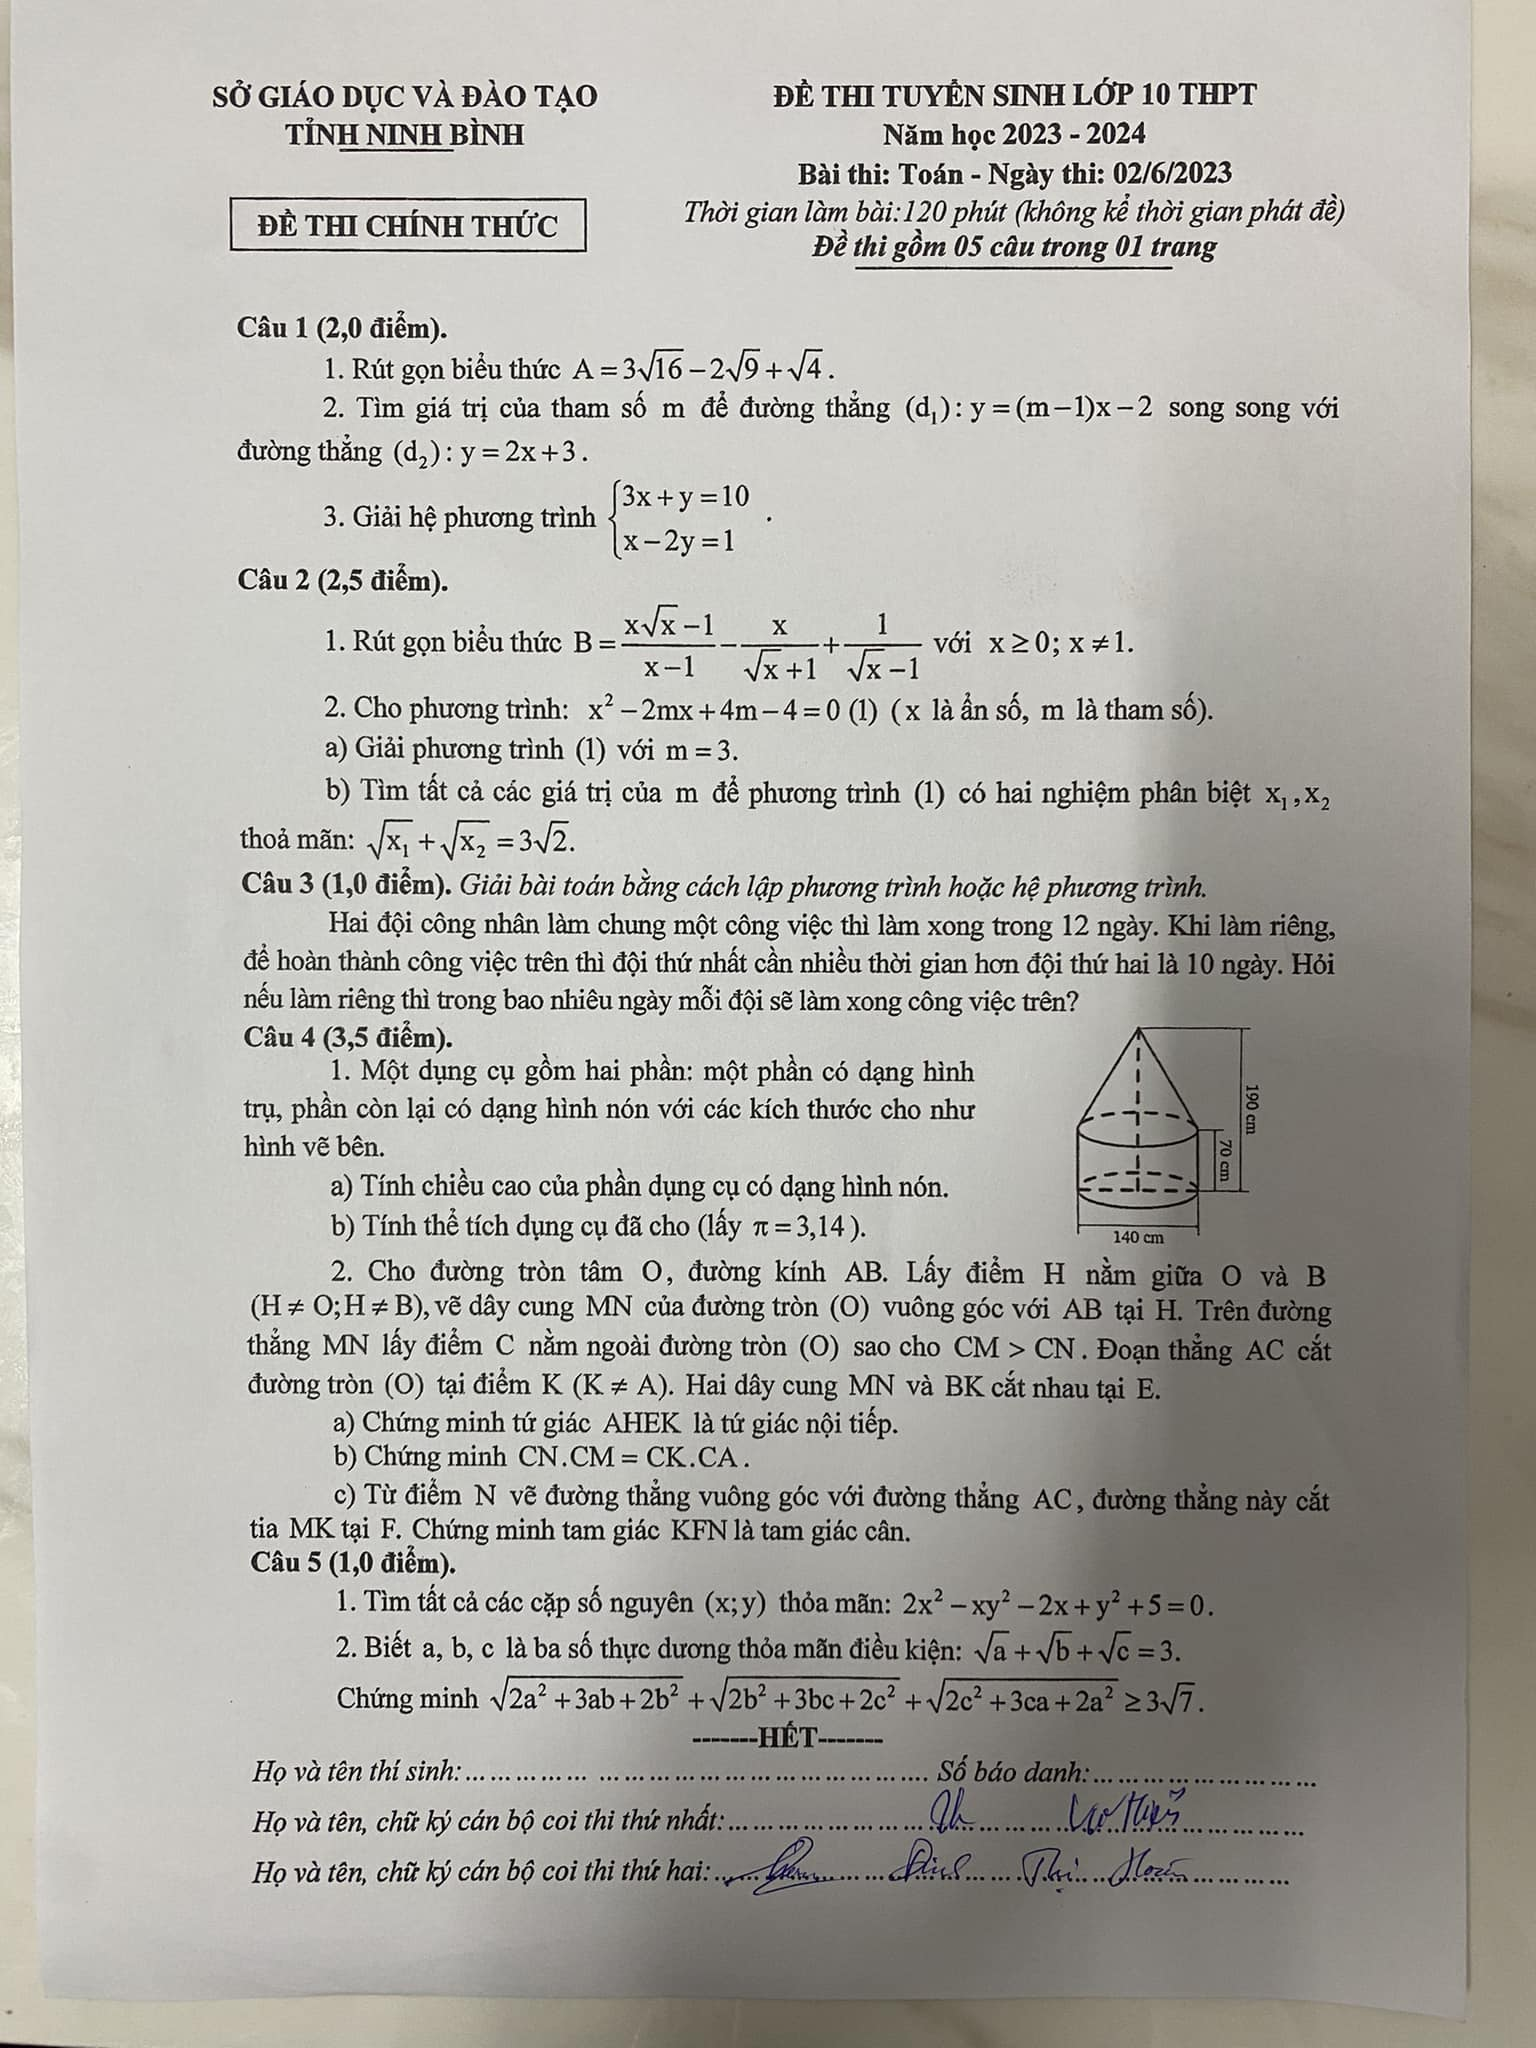 SỞ GIÁO DỤC VÀ ĐÀO TẠO
TỈNH NINH BÌNH
ĐỀ THI CHÍNH THỨC
ĐỀ THI TUYỂN SINH LỚP 10 THPT
Năm học 2023 - 2024
Bài thi: Toán - Ngày thi: 02/6/2023
Thời gian làm bài:120 phút (không kể thời gian phát đề)
Đề thi gồm 05 câu trong 01 trang
Câu 1 (2,0 điểm).
1. Rút gọn biểu thức A = 3√16 − 2√9 + √4 .
2. Tìm giá trị của tham số m để đường thẳng (d₁): y = (m−1)x − 2 song song với
đường thẳng (d₂): y = 2x + 3 .
3. Giải hệ phương trình { 3x + y = 10
x − 2y = 1 .
Câu 2 (2,5 điểm).
1. Rút gọn biểu thức B = (x√x − 1)/(x − 1) − x/(√x + 1) + 1/(√x − 1) với x ≥ 0; x ≠ 1.
2. Cho phương trình: x² − 2mx + 4m − 4 = 0 (1) ( x là ẩn số, m là tham số).
a) Giải phương trình (1) với m = 3.
b) Tìm tất cả các giá trị của m để phương trình (1) có hai nghiệm phân biệt x₁, x₂
thoả mãn: √x₁ + √x₂ = 3√2.
Câu 3 (1,0 điểm). Giải bài toán bằng cách lập phương trình hoặc hệ phương trình.
Hai đội công nhân làm chung một công việc thì làm xong trong 12 ngày. Khi làm riêng,
để hoàn thành công việc trên thì đội thứ nhất cần nhiều thời gian hơn đội thứ hai là 10 ngày. Hỏi
nếu làm riêng thì trong bao nhiêu ngày mỗi đội sẽ làm xong công việc trên?
Câu 4 (3,5 điểm).
1. Một dụng cụ gồm hai phần: một phần có dạng hình
trụ, phần còn lại có dạng hình nón với các kích thước cho như
hình vẽ bên.
a) Tính chiều cao của phần dụng cụ có dạng hình nón.
b) Tính thể tích dụng cụ đã cho (lấy π = 3,14 ).
190 cm
70 cm
140 cm
2. Cho đường tròn tâm O, đường kính AB. Lấy điểm H nằm giữa O và B
(H ≠ O; H ≠ B), vẽ dây cung MN của đường tròn (O) vuông góc với AB tại H. Trên đường
thẳng MN lấy điểm C nằm ngoài đường tròn (O) sao cho CM > CN . Đoạn thẳng AC cắt
đường tròn (O) tại điểm K (K ≠ A). Hai dây cung MN và BK cắt nhau tại E.
a) Chứng minh tứ giác AHEK là tứ giác nội tiếp.
b) Chứng minh CN.CM = CK.CA .
c) Từ điểm N vẽ đường thẳng vuông góc với đường thẳng AC, đường thẳng này cắt
tia MK tại F. Chứng minh tam giác KFN là tam giác cân.
Câu 5 (1,0 điểm).
1. Tìm tất cả các cặp số nguyên (x; y) thỏa mãn: 2x² − xy² − 2x + y² + 5 = 0.
2. Biết a, b, c là ba số thực dương thỏa mãn điều kiện: √a + √b + √c = 3.
Chứng minh √(2a² + 3ab + 2b²) + √(2b² + 3bc + 2c²) + √(2c² + 3ca + 2a²) ≥ 3√7 .
-------HẾT-------
Họ và tên thí sinh:........................................................ Số báo danh:........................
Họ và tên, chữ ký cán bộ coi thi thứ nhất:............................................................
Họ và tên, chữ ký cán bộ coi thi thứ hai:..... Đinh Thị ..............................